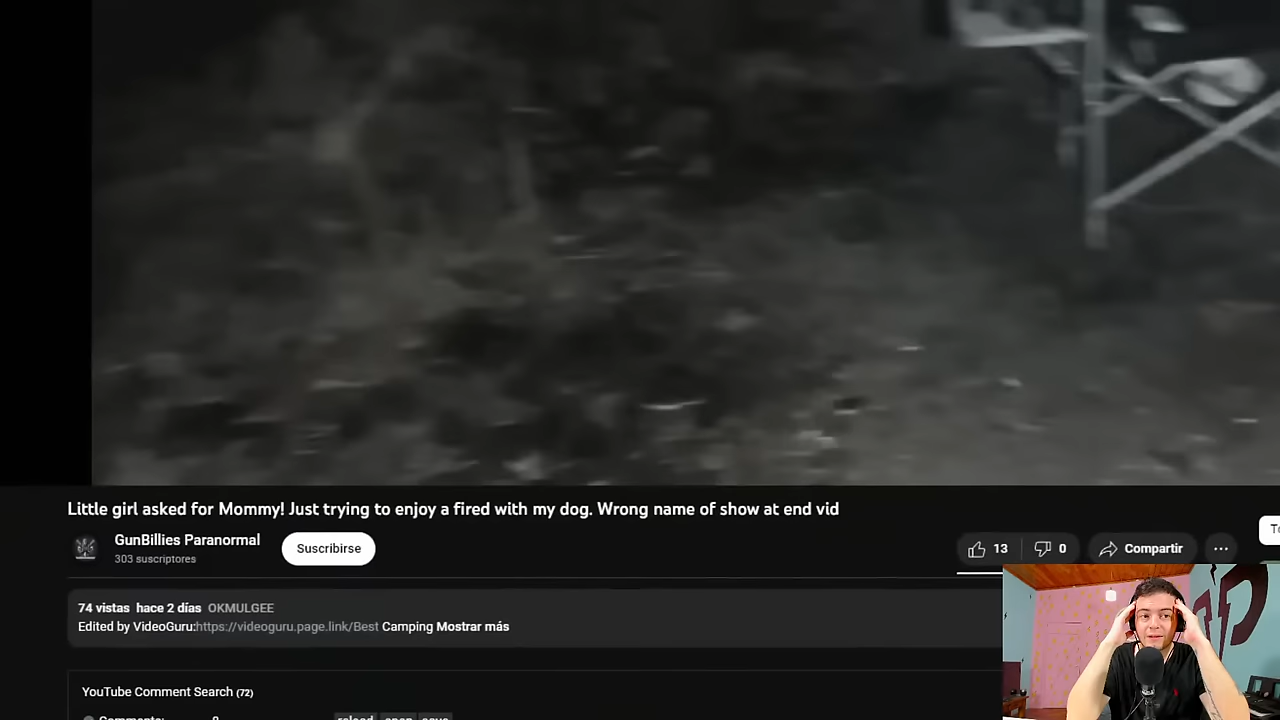 Little girl asked for Mommy! Just trying to enjoy a fired with my dog. Wrong name of show at end vid
GunBillies Paranormal
303 suscriptores
Suscribirse
13
0
Compartir
74 vistas hace 2 días OKMULGEE
Edited by VideoGuru:https://videoguru.page.link/Best Camping Mostrar más
YouTube Comment Search (72)